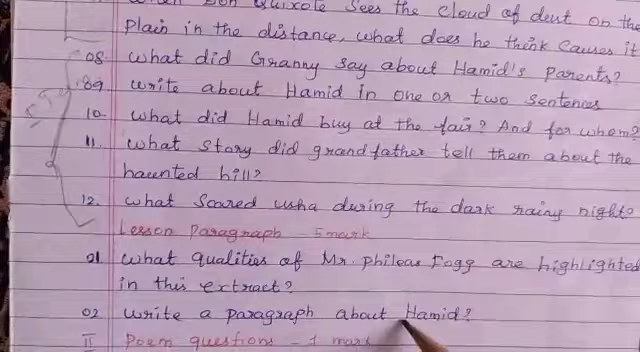 When Don Quixote Sees the cloud of dust on the
plain in the distance, what does he think causes it
08. what did Granny say about Hamid's parents?
09 write about Hamid in one or two sentences
10. what did Hamid buy at the fair? And for whom?
11. what story did grandfather tell them about the
haunted hill?
12. what Scared usha during the dark rainy night?
Lesson Paragraph - 5 mark
01. what qualities of Mr. phileas Fogg are highlighted
in this extract?
02 write a paragraph about Hamid?
II Poem questions - 1 mark